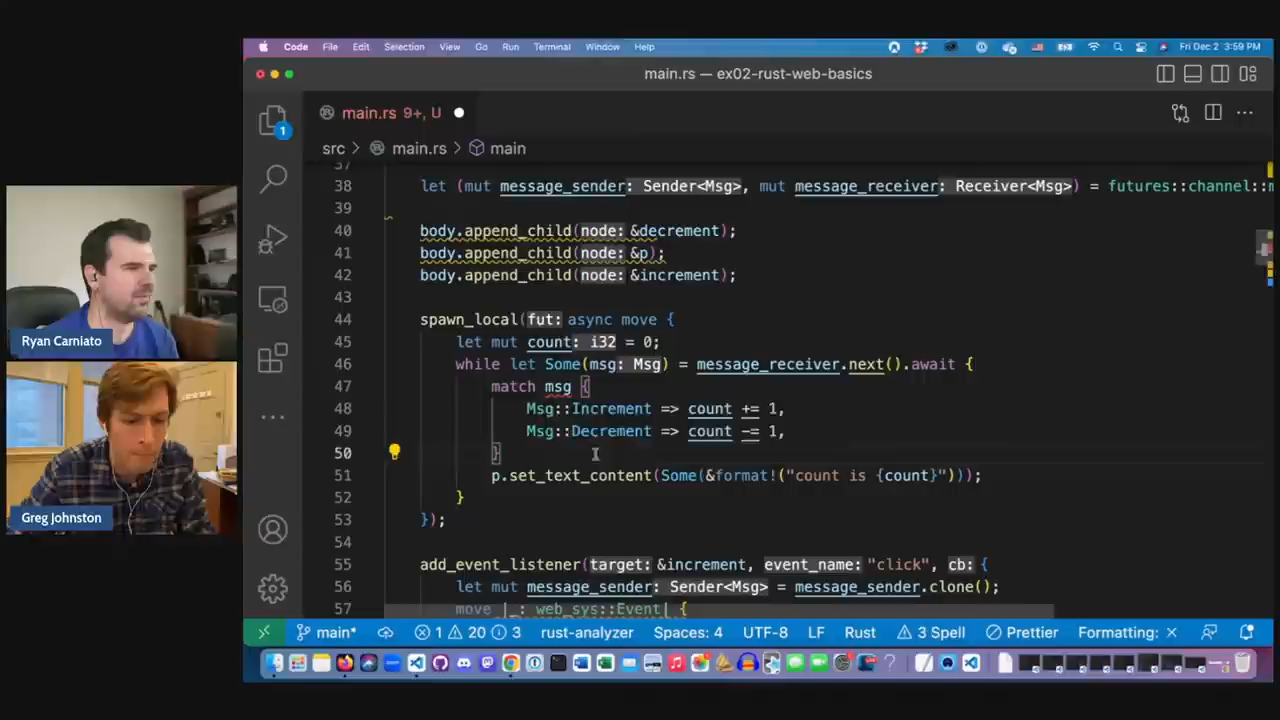 Code File Edit Selection View Go Run Terminal Window Help Fri Dec 2 3:59 PM
main.rs — ex02-rust-web-basics
main.rs 9+, U
src > main.rs > main
1
37
38 let (mut message_sender: Sender<Msg>, mut message_receiver: Receiver<Msg>) = futures::channel::m
39
40 body.append_child(node: &decrement);
41 body.append_child(node: &p);
42 body.append_child(node: &increment);
43
44 spawn_local(fut: async move {
45 let mut count: i32 = 0;
46 while let Some(msg: Msg) = message_receiver.next().await {
47 match msg {
48 Msg::Increment => count += 1,
49 Msg::Decrement => count -= 1,
50 }
51 p.set_text_content(Some(&format!("count is {count}")));
52 }
53 });
54
55 add_event_listener(target: &increment, event_name: "click", cb: {
56 let mut message_sender: Sender<Msg> = message_sender.clone();
57 move |_: web_sys::Event| {
Ryan Carniato
Greg Johnston
main* 1 20 3 rust-analyzer Spaces: 4 UTF-8 LF Rust 3 Spell Prettier Formatting: ×